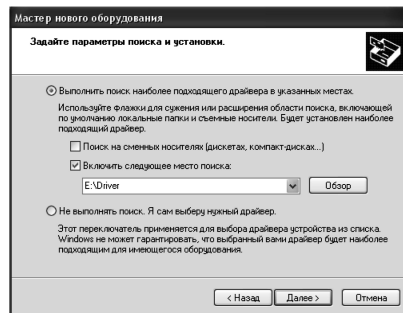 Мастер нового оборудования
Задайте параметры поиска и установки.
Выполнить поиск наиболее подходящего драйвера в указанных местах.
Используйте флажки для сужения или расширения области поиска, включающей
по умолчанию локальные папки и съемные носители. Будет установлен наиболее
подходящий драйвер.
Поиск на сменных носителях (дискетах, компакт-дисках...)
Включить следующее место поиска:
E:\Driver
Обзор
Не выполнять поиск. Я сам выберу нужный драйвер.
Этот переключатель применяется для выбора драйвера устройства из списка.
Windows не может гарантировать, что выбранный вами драйвер будет наиболее
подходящим для имеющегося оборудования.
< Назад
Далее >
Отмена